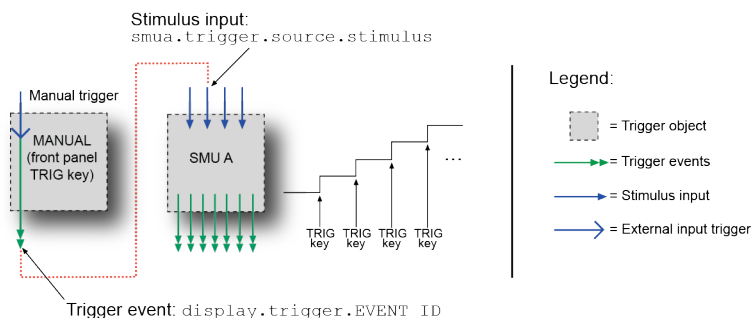 Stimulus input:
smua.trigger.source.stimulus
Manual trigger
MANUAL
(front panel
TRIG key)
SMU A
TRIG
key
TRIG
key
TRIG
key
TRIG
key
...
Trigger event: display.trigger.EVENT_ID
Legend:
= Trigger object
= Trigger events
= Stimulus input
= External input trigger